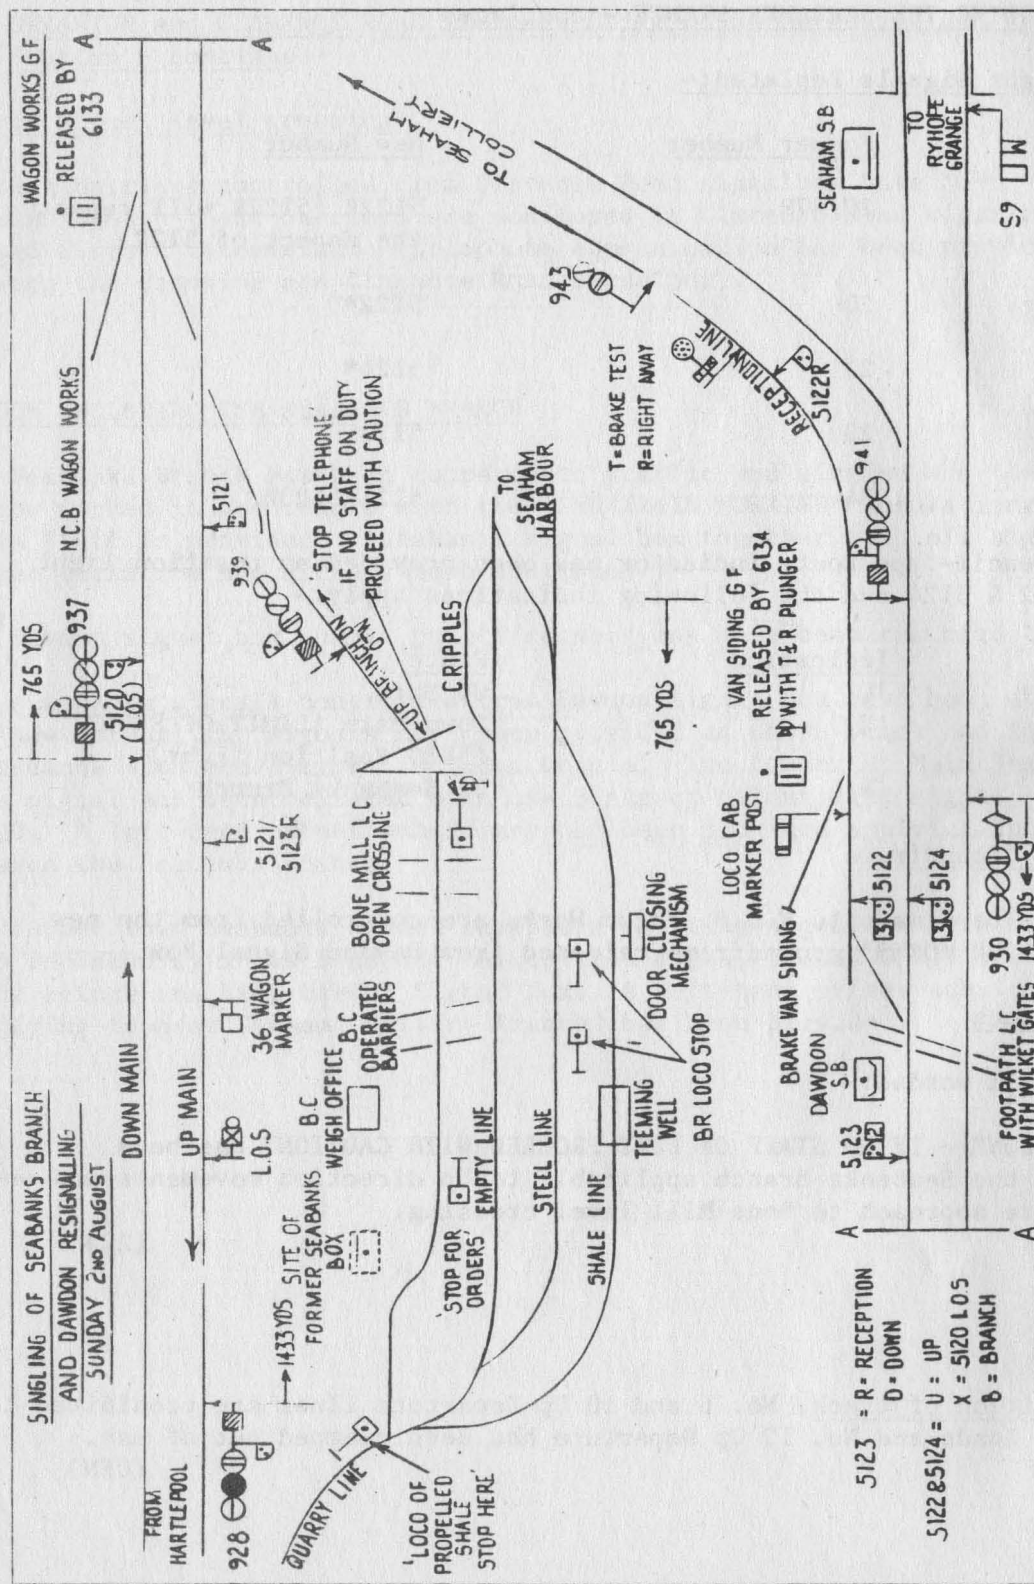 SINGLING OF SEABANKS BRANCH
AND DAWDON RESIGNALLING
SUNDAY 2ND AUGUST
FROM
HARTLEPOOL
DOWN MAIN
UP MAIN
765 YDS
937
5120
(L.O.S)
N.C.B. WAGON WORKS
WAGON WORKS G F
RELEASED BY
6133
A
A
928
1433 YDS
L.O.S
36 WAGON
MARKER
5121/
5123R
5121
939
STOP TELEPHONE
IF NO STAFF ON DUTY
PROCEED WITH CAUTION
UP BRANCH DN
OTW
SITE OF
FORMER SEABANKS
BOX
B.C
WEIGH OFFICE
B.C
OPERATED
BARRIERS
BONE MILL LC
OPEN CROSSING
CRIPPLES
TO
SEAHAM
HARBOUR
TO SEAHAM
COLLIERY
QUARRY LINE
'LOCO OF
PROPELLED
SHALE
STOP HERE'
'STOP FOR
ORDERS'
EMPTY LINE
STEEL LINE
SHALE LINE
TEEMING
WELL
BR LOCO STOP
DOOR CLOSING
MECHANISM
765 YDS
T=BRAKE TEST
R=RIGHT AWAY
943
RECEPTION LINE
5122R
941
BRAKE VAN SIDING
LOCO CAB
MARKER POST
VAN SIDING G F
RELEASED BY 6134
WITH T & R PLUNGER
DAWDON
S.B
5123
5122
5124
SEAHAM S.B
TO
RYHOPE
GRANGE
W
S9
930
FOOTPATH LC
WITH WICKET GATES
1433 YDS
A
A
5123 = R = RECEPTION
D = DOWN
5122&5124 = U = UP
X = 5120 L.O.S
B = BRANCH